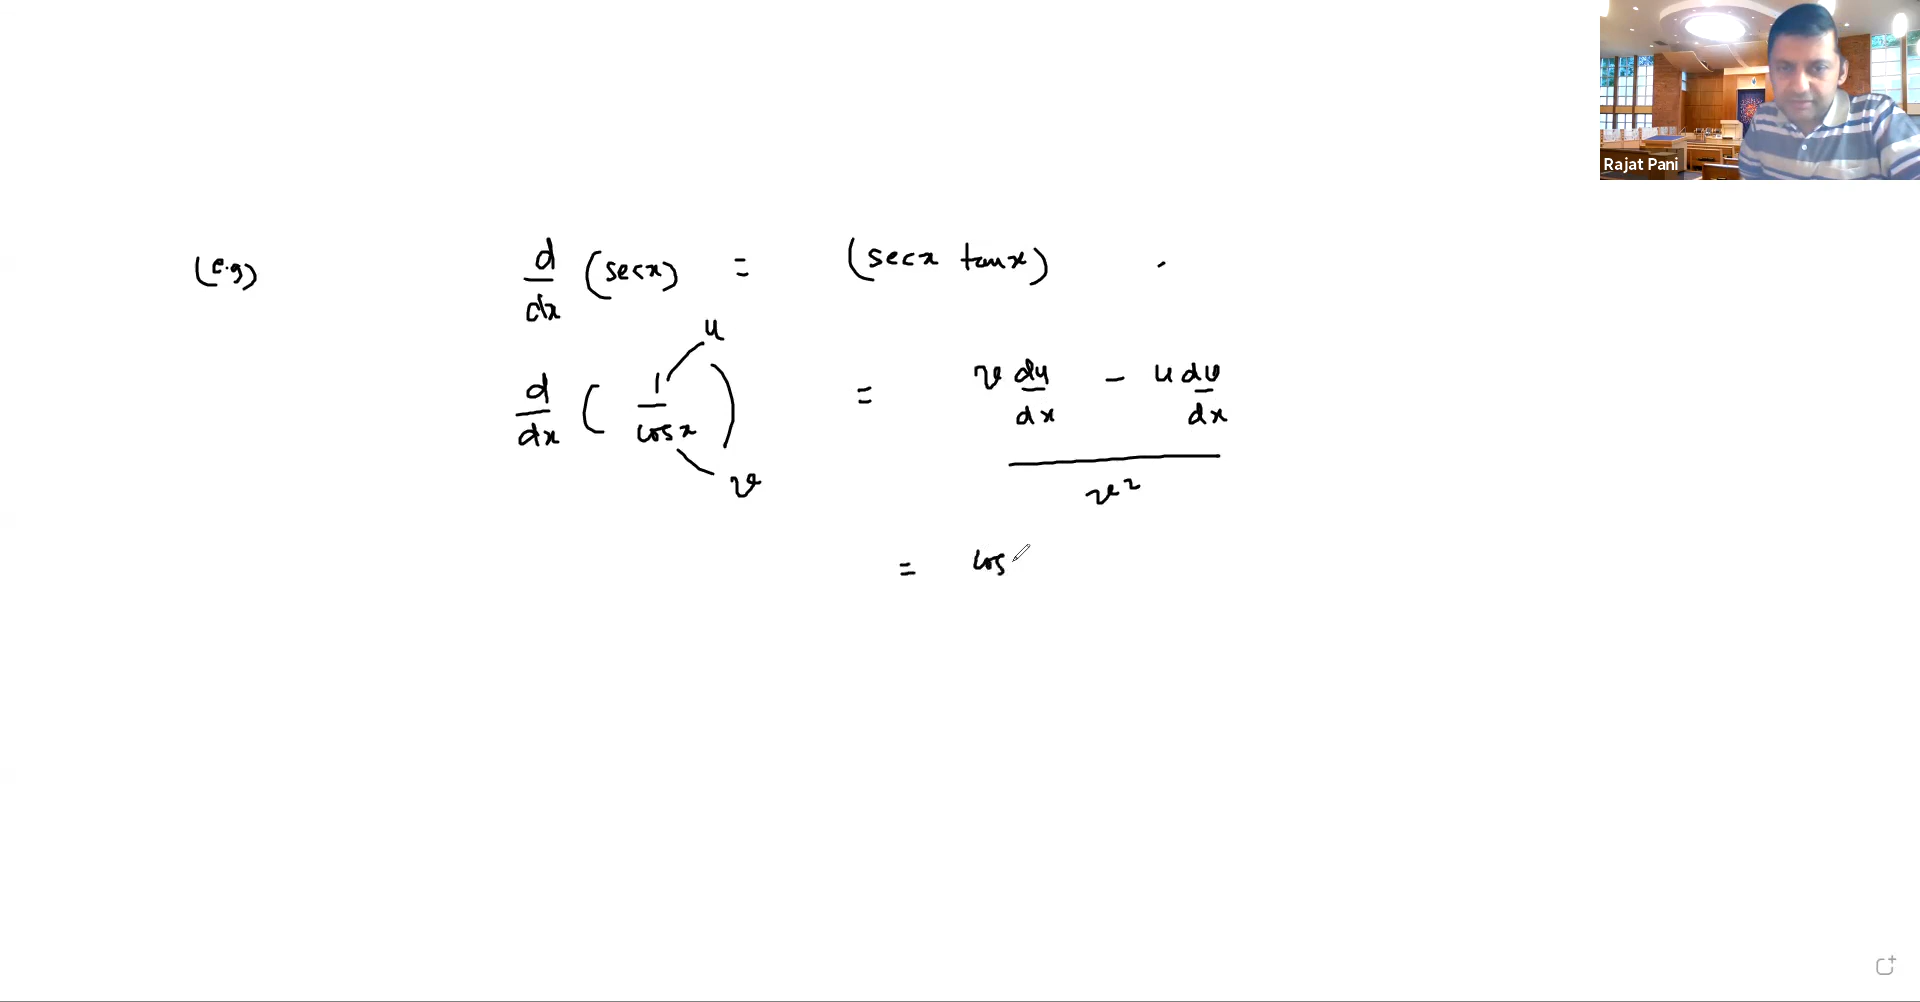 Rajat Pani
(e.g) d/dx (secx) = (secx tanx) .
u
d/dx ( 1/cosx ) = v du/dx - u dv/dx
v
v²
= cos